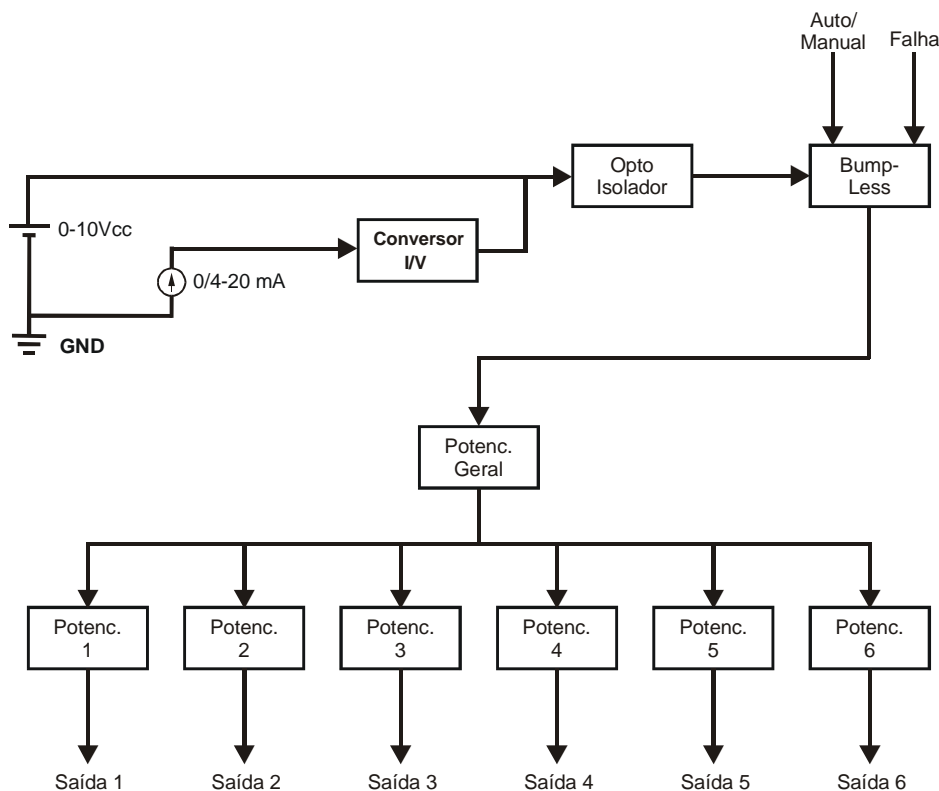 Auto/
Manual
Falha
Opto
Isolador
Bump-
Less
0-10Vcc
Conversor
I/V
0/4-20 mA
GND
Potenc.
Geral
Potenc.
1
Potenc.
2
Potenc.
3
Potenc.
4
Potenc.
5
Potenc.
6
Saída 1
Saída 2
Saída 3
Saída 4
Saída 5
Saída 6